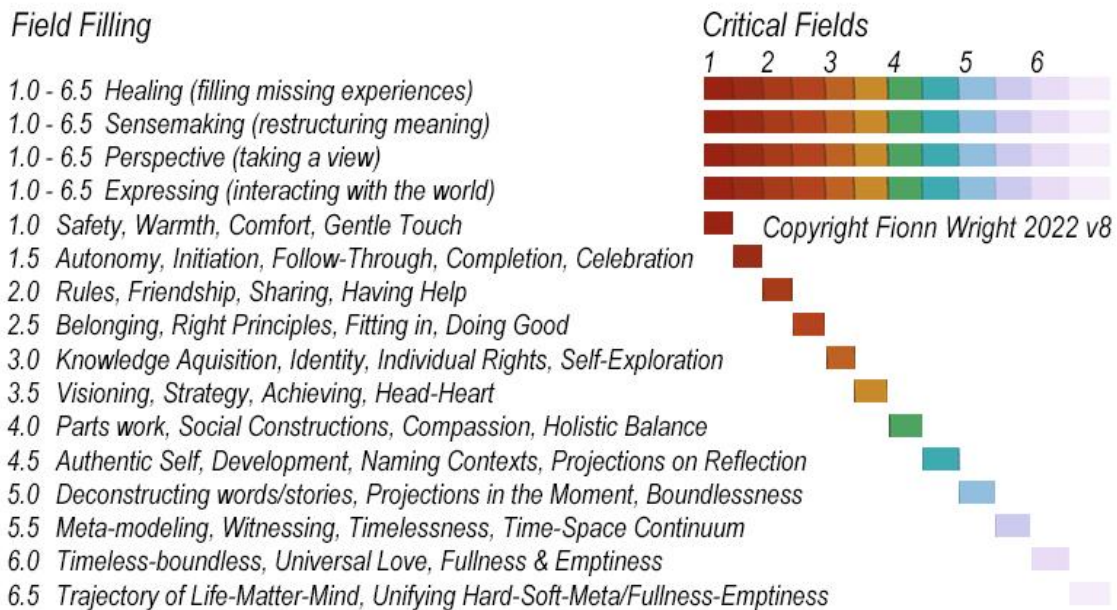 Field Filling
Critical Fields
1 2 3 4 5 6
1.0 - 6.5 Healing (filling missing experiences)
1.0 - 6.5 Sensemaking (restructuring meaning)
1.0 - 6.5 Perspective (taking a view)
1.0 - 6.5 Expressing (interacting with the world)
1.0 Safety, Warmth, Comfort, Gentle Touch
Copyright Fionn Wright 2022 v8
1.5 Autonomy, Initiation, Follow-Through, Completion, Celebration
2.0 Rules, Friendship, Sharing, Having Help
2.5 Belonging, Right Principles, Fitting in, Doing Good
3.0 Knowledge Aquisition, Identity, Individual Rights, Self-Exploration
3.5 Visioning, Strategy, Achieving, Head-Heart
4.0 Parts work, Social Constructions, Compassion, Holistic Balance
4.5 Authentic Self, Development, Naming Contexts, Projections on Reflection
5.0 Deconstructing words/stories, Projections in the Moment, Boundlessness
5.5 Meta-modeling, Witnessing, Timelessness, Time-Space Continuum
6.0 Timeless-boundless, Universal Love, Fullness & Emptiness
6.5 Trajectory of Life-Matter-Mind, Unifying Hard-Soft-Meta/Fullness-Emptiness